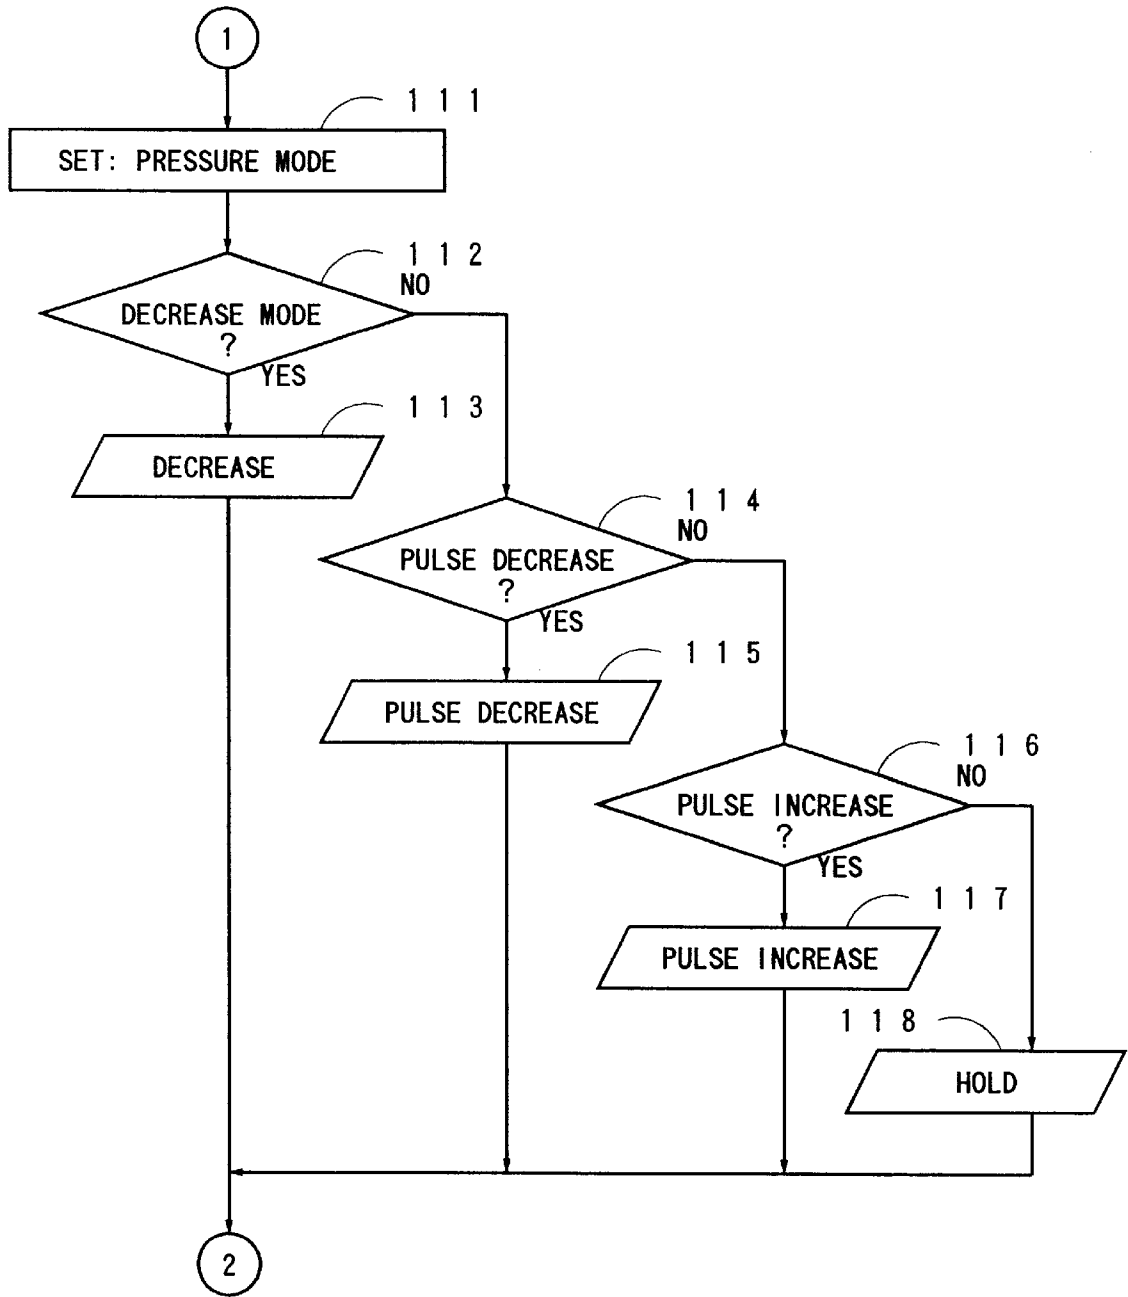 1
1 1 1
SET: PRESSURE MODE
1 1 2
NO
DECREASE MODE
?
YES
1 1 3
DECREASE
1 1 4
NO
PULSE DECREASE
?
YES
1 1 5
PULSE DECREASE
1 1 6
NO
PULSE INCREASE
?
YES
1 1 7
PULSE INCREASE
1 1 8
HOLD
2